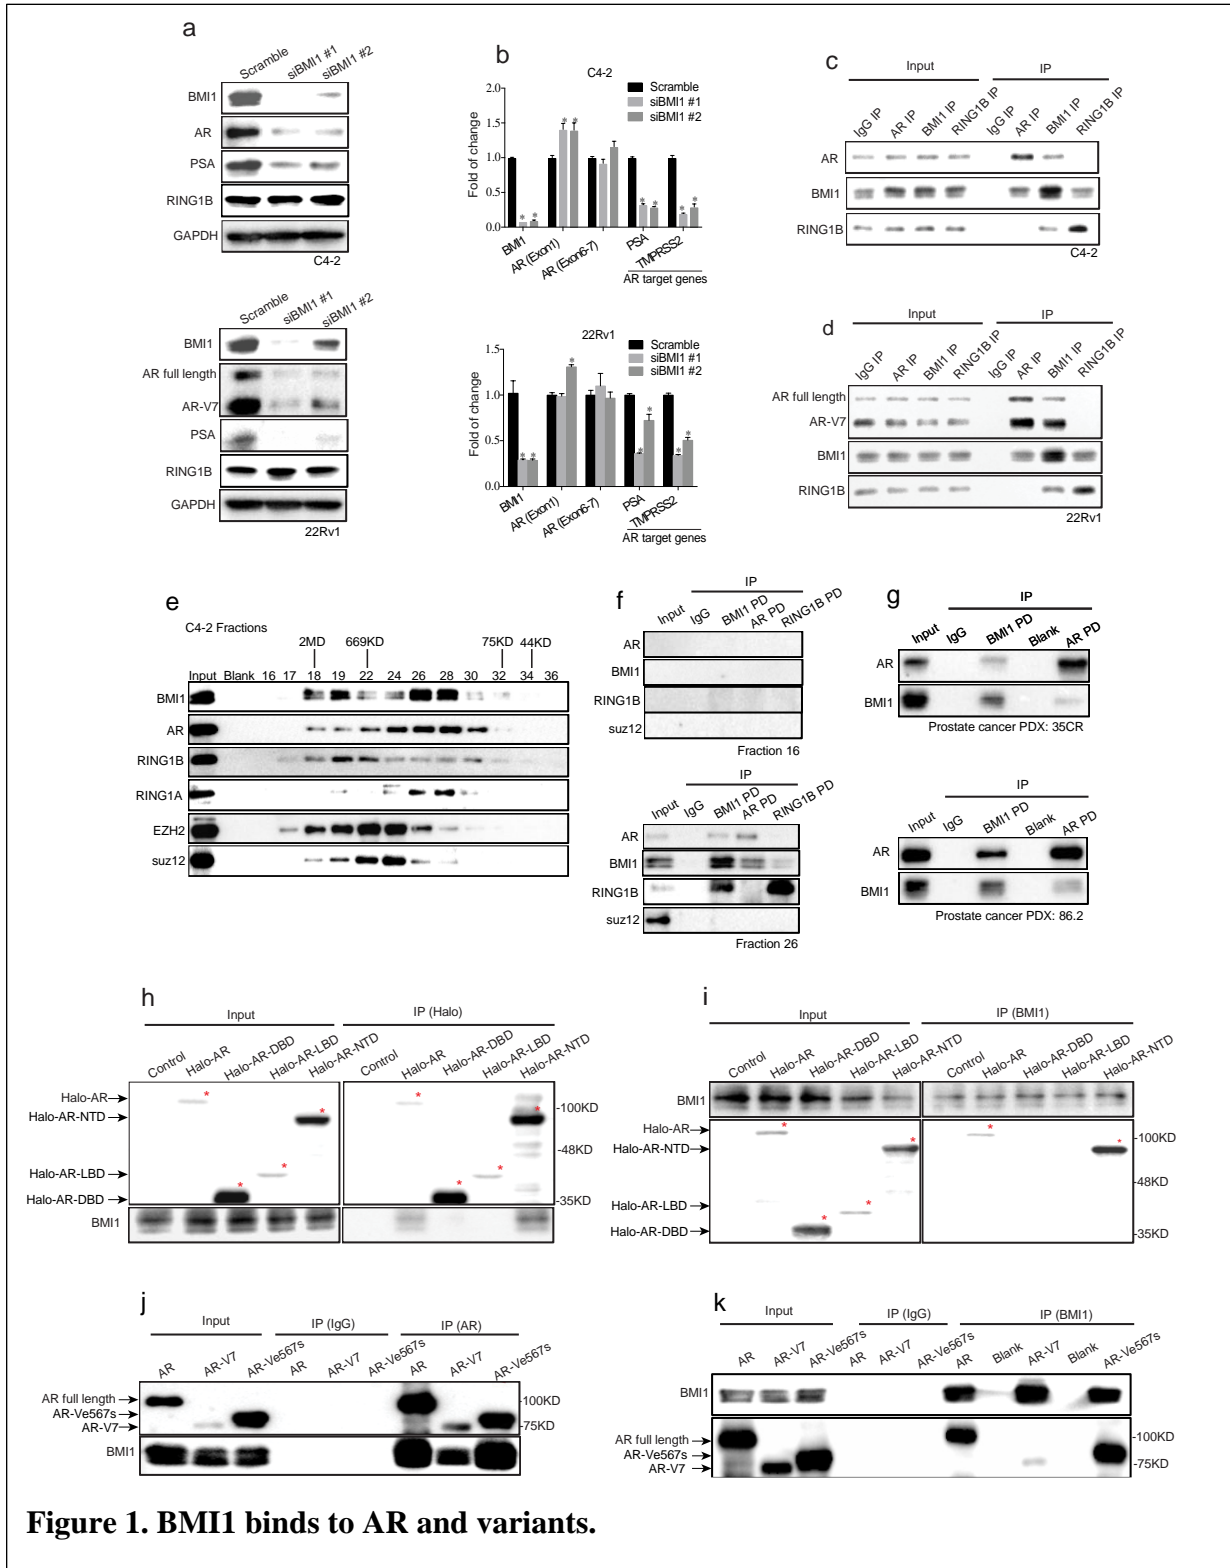 a
Scramble
siBMI1 #1
siBMI1 #2
BMI1
AR
PSA
RING1B
GAPDH
C4-2
Scramble
siBMI1 #1
siBMI1 #2
BMI1
AR full length
AR-V7
PSA
RING1B
GAPDH
22Rv1
b
C4-2
Scramble
siBMI1 #1
siBMI1 #2
Fold of change
2.0
1.5
1.0
0.5
0.0
* * * * * * * *
BMI1
AR (Exon1)
AR (Exon6-7)
PSA
TMPRSS2
AR target genes
22Rv1
Scramble
siBMI1 #1
siBMI1 #2
Fold of change
1.5
1.0
0.5
0.0
* * * * * * *
BMI1
AR (Exon1)
AR (Exon6-7)
PSA
TMPRSS2
AR target genes
c
Input IP
IgG IP AR IP BMI1 IP RING1B IP IgG IP AR IP BMI1 IP RING1B IP
AR
BMI1
RING1B
C4-2
d
Input IP
IgG IP AR IP BMI1 IP RING1B IP IgG IP AR IP BMI1 IP RING1B IP
AR full length
AR-V7
BMI1
RING1B
22Rv1
e
C4-2 Fractions
2MD 669KD 75KD 44KD
Input Blank 16 17 18 19 22 24 26 28 30 32 34 36
BMI1
AR
RING1B
RING1A
EZH2
suz12
f
IP
Input IgG BMI1 PD AR PD RING1B PD
AR
BMI1
RING1B
suz12
Fraction 16
IP
Input IgG BMI1 PD AR PD RING1B PD
AR
BMI1
RING1B
suz12
Fraction 26
g
IP
Input IgG BMI1 PD Blank AR PD
AR
BMI1
Prostate cancer PDX: 35CR
IP
Input IgG BMI1 PD Blank AR PD
AR
BMI1
Prostate cancer PDX: 86.2
h
Input IP (Halo)
Control Halo-AR Halo-AR-DBD Halo-AR-LBD Halo-AR-NTD Control Halo-AR Halo-AR-DBD Halo-AR-LBD Halo-AR-NTD
Halo-AR * * -100KD
Halo-AR-NTD * *
-48KD
Halo-AR-LBD * *
Halo-AR-DBD * * -35KD
BMI1
i
Input IP (BMI1)
Control Halo-AR Halo-AR-DBD Halo-AR-LBD Halo-AR-NTD Control Halo-AR Halo-AR-DBD Halo-AR-LBD Halo-AR-NTD
BMI1
Halo-AR * * -100KD
Halo-AR-NTD * *
-48KD
Halo-AR-LBD *
Halo-AR-DBD * -35KD
j
Input IP (IgG) IP (AR)
AR AR-V7 AR-Ve567s AR AR-V7 AR-Ve567s AR AR-V7 AR-Ve567s
AR full length -100KD
AR-Ve567s
AR-V7 -75KD
BMI1
k
Input IP (IgG) IP (BMI1)
AR AR-V7 AR-Ve567s AR AR-V7 AR-Ve567s AR Blank AR-V7 Blank AR-Ve567s
BMI1
AR full length -100KD
AR-Ve567s
AR-V7 -75KD
Figure 1. BMI1 binds to AR and variants.